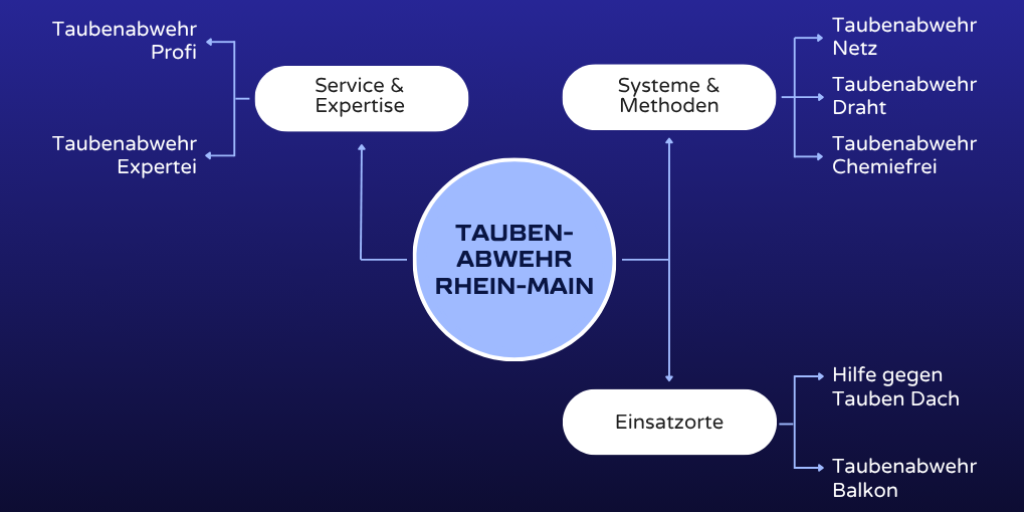 Taubenabwehr
Profi
Taubenabwehr
Expertei
Service &
Expertise
TAUBEN-
ABWEHR
RHEIN-MAIN
Systeme &
Methoden
Taubenabwehr
Netz
Taubenabwehr
Draht
Taubenabwehr
Chemiefrei
Einsatzorte
Hilfe gegen
Tauben Dach
Taubenabwehr
Balkon